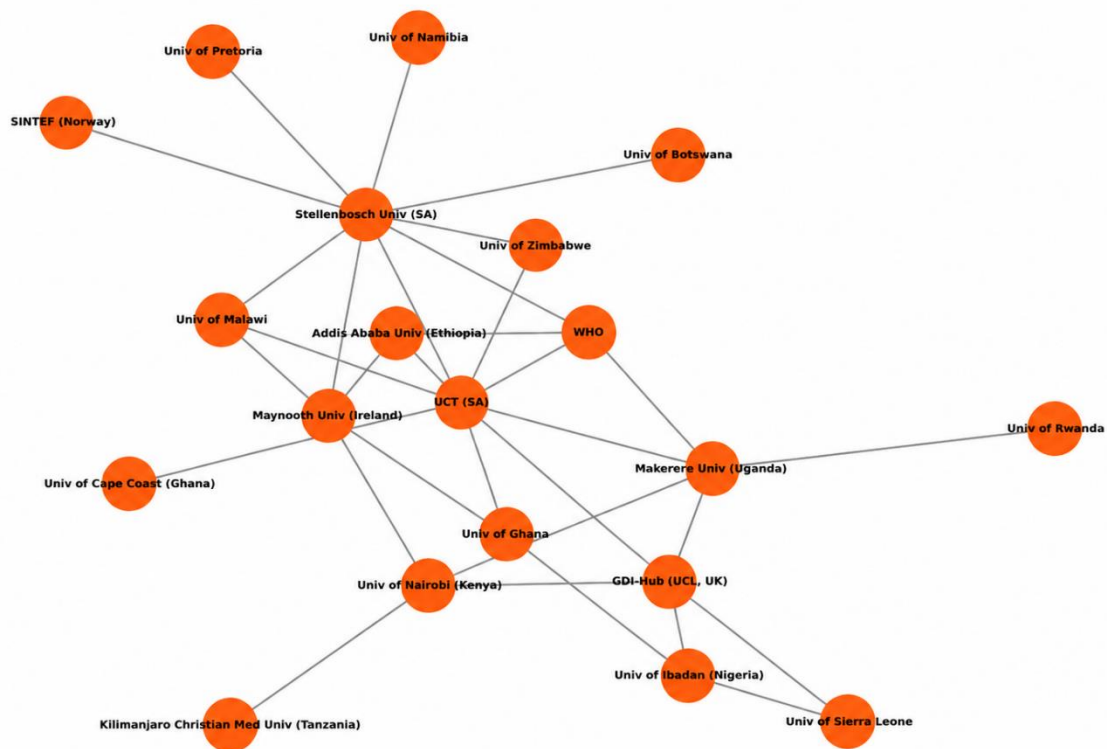 Univ of Namibia
Univ of Pretoria
SINTEF (Norway)
Univ of Botswana
Stellenbosch Univ (SA)
Univ of Zimbabwe
Univ of Malawi
Addis Ababa Univ (Ethiopia)
WHO
UCT (SA)
Maynooth Univ (Ireland)
Univ of Rwanda
Makerere Univ (Uganda)
Univ of Cape Coast (Ghana)
Univ of Ghana
GDI-Hub (UCL, UK)
Univ of Nairobi (Kenya)
Univ of Ibadan (Nigeria)
Univ of Sierra Leone
Kilimanjaro Christian Med Univ (Tanzania)